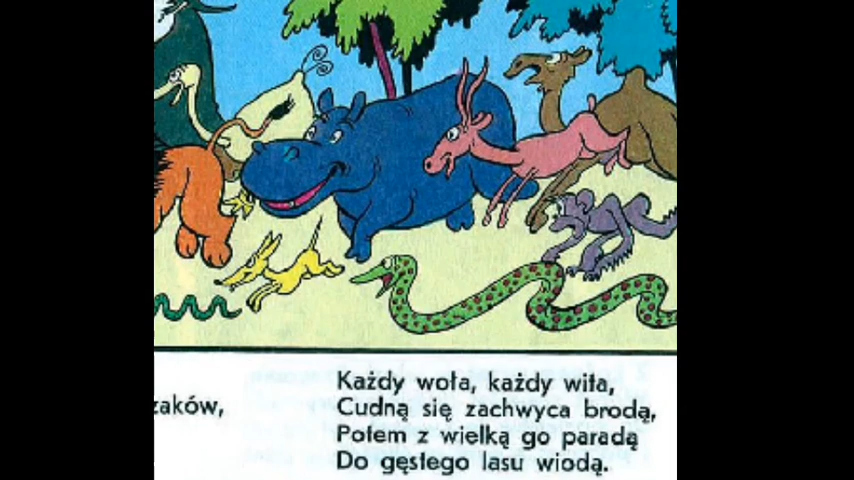 zaków,
Każdy woła, każdy wita,
Cudną się zachwyca brodą,
Potem z wielką go paradą
Do gęstego lasu wiodą.